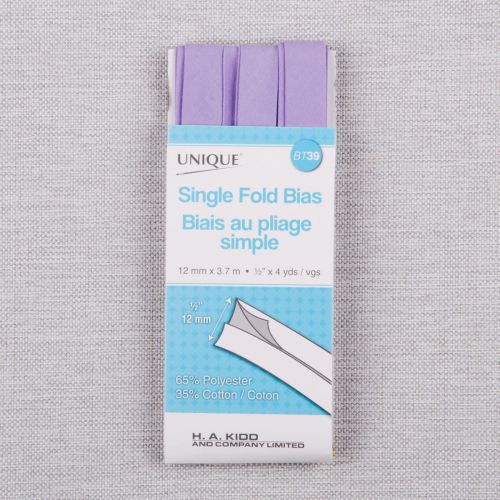 UNIQUE
BT39
Single Fold Bias
Biais au pliage
simple
12 mm x 3.7 m • ½" x 4 yds / vgs
½"
12 mm
65% Polyester
35% Cotton / Coton
H. A. KIDD
AND COMPANY LIMITED